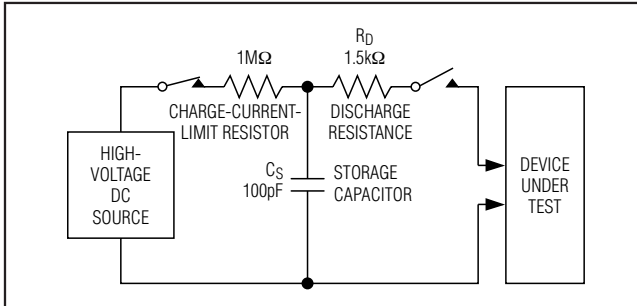 1MΩ
CHARGE-CURRENT-
LIMIT RESISTOR
RD
1.5kΩ
DISCHARGE
RESISTANCE
HIGH-
VOLTAGE
DC
SOURCE
CS
100pF
STORAGE
CAPACITOR
DEVICE
UNDER
TEST